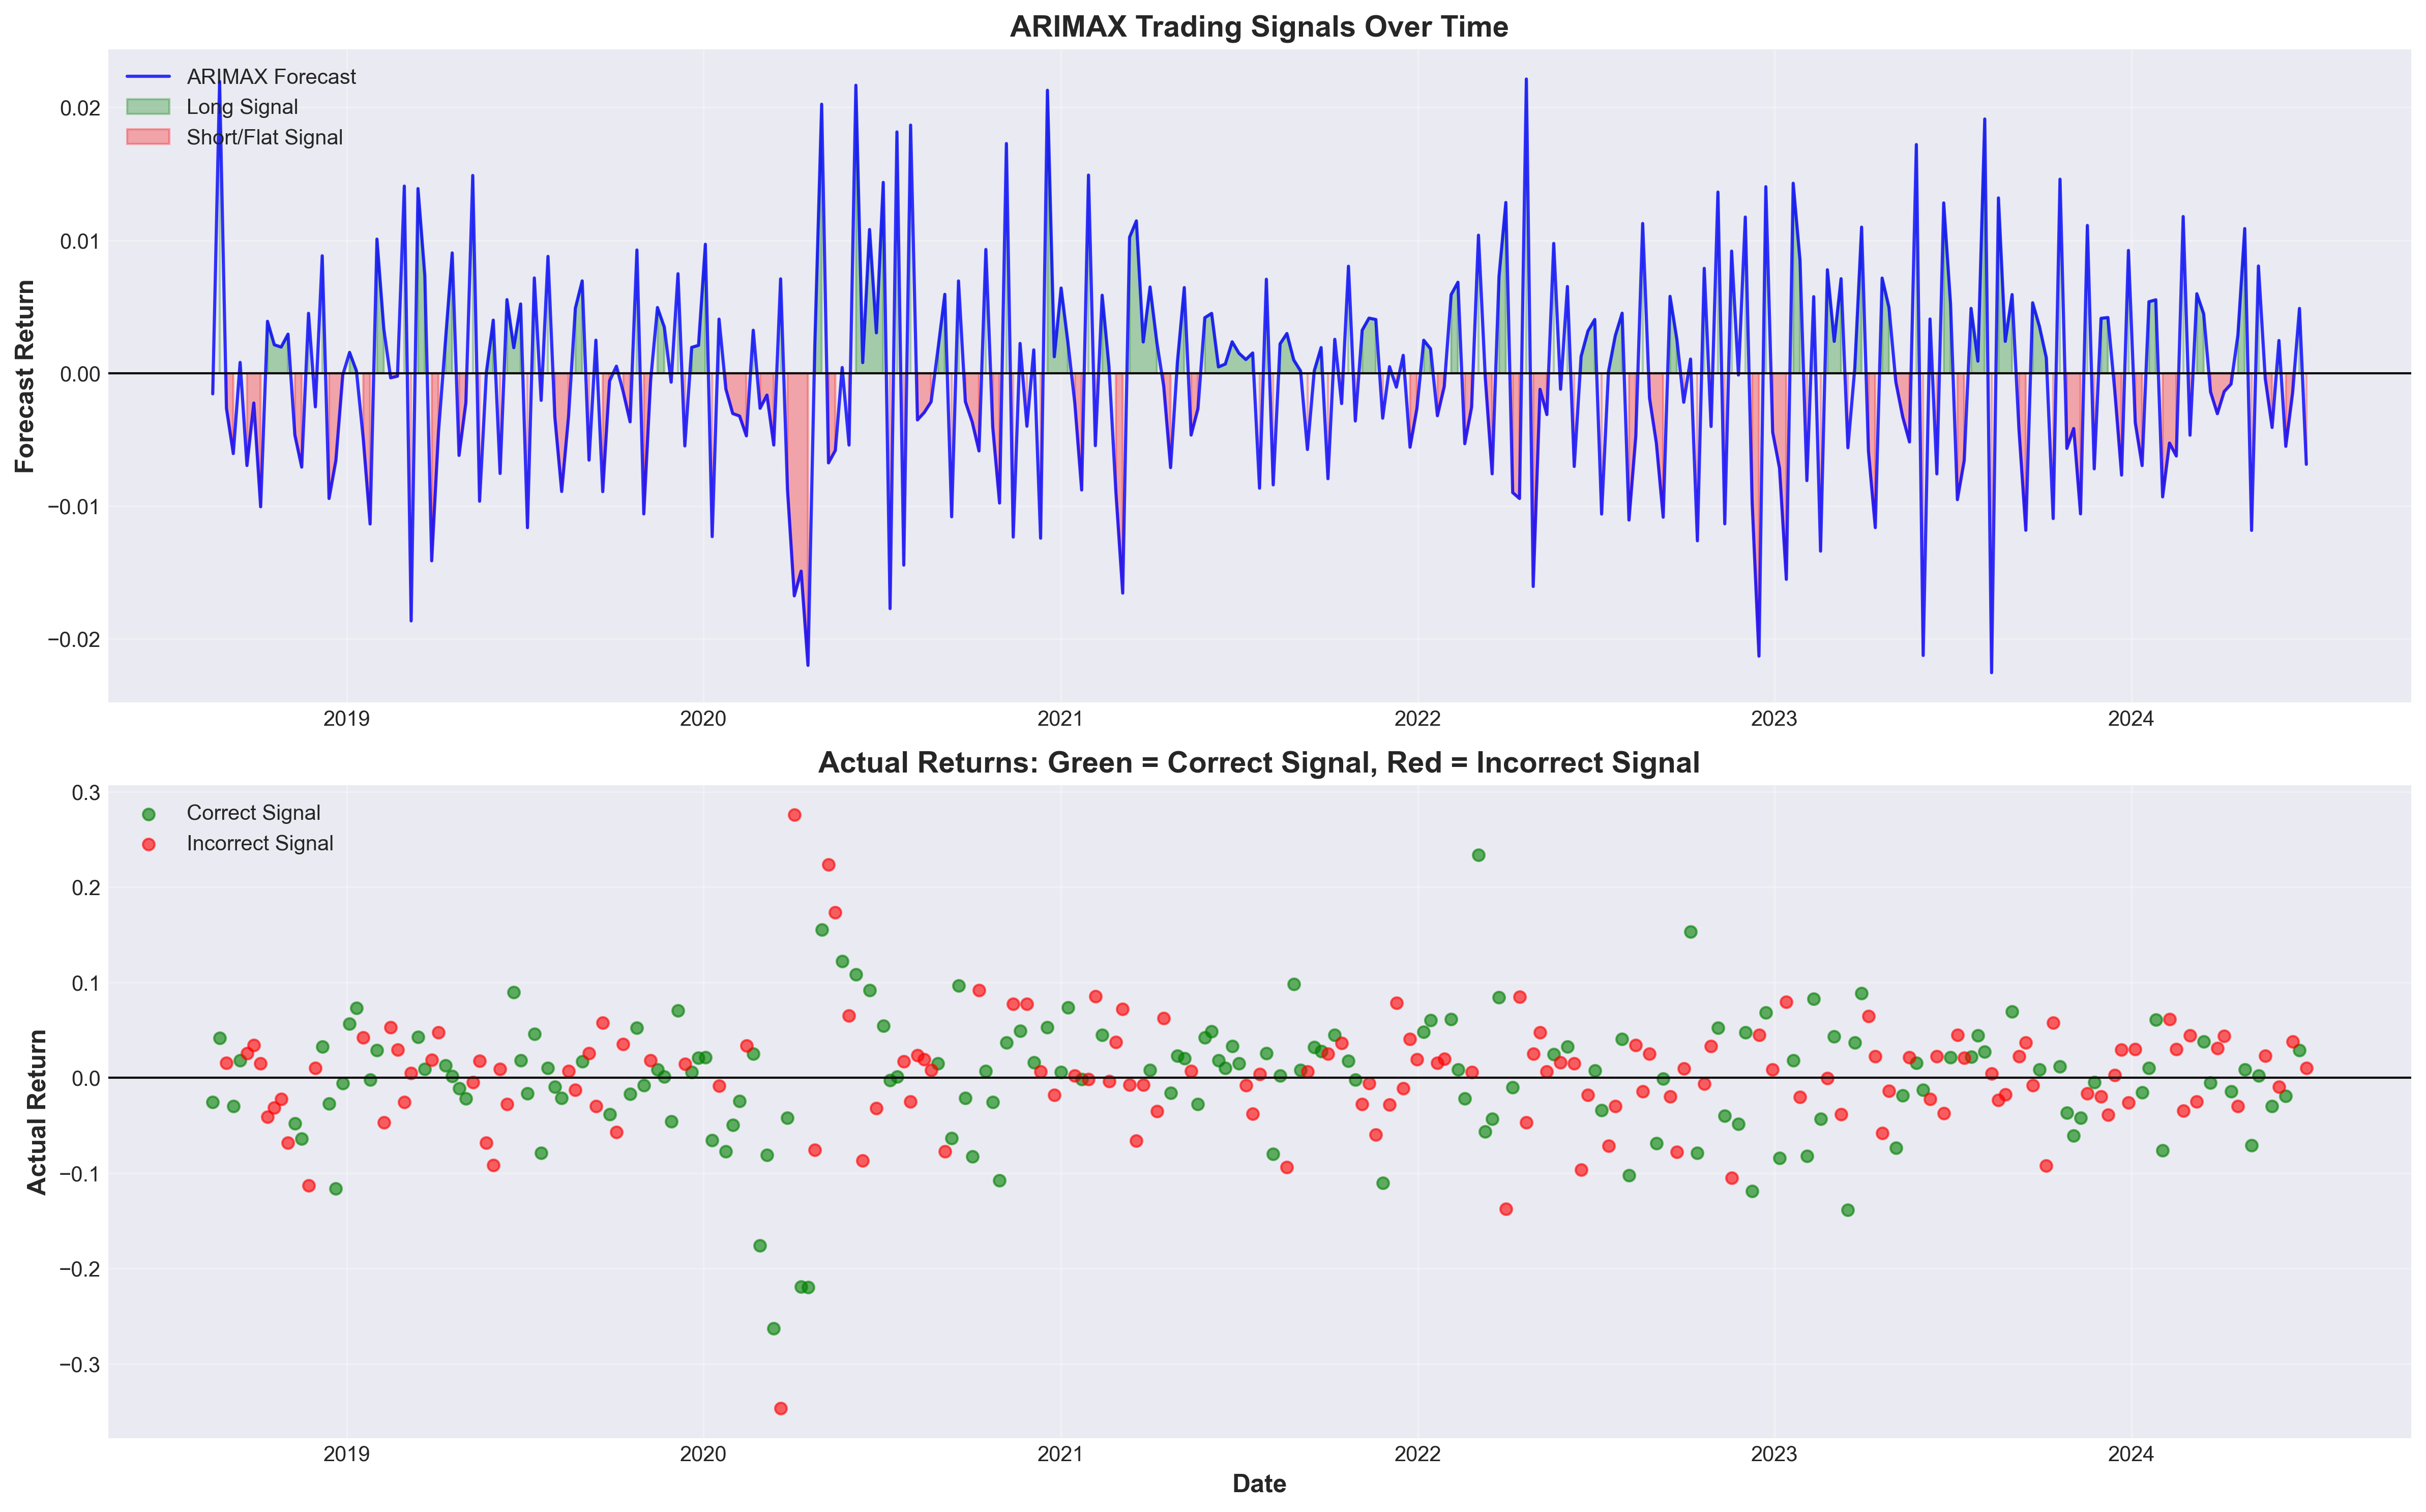 ARIMAX Trading Signals Over Time
ARIMAX Forecast
Long Signal
Short/Flat Signal
Forecast Return
0.02
0.01
0.00
−0.01
−0.02
2019 2020 2021 2022 2023 2024
Actual Returns: Green = Correct Signal, Red = Incorrect Signal
Correct Signal
Incorrect Signal
Actual Return
0.3
0.2
0.1
0.0
−0.1
−0.2
−0.3
2019 2020 2021 2022 2023 2024
Date